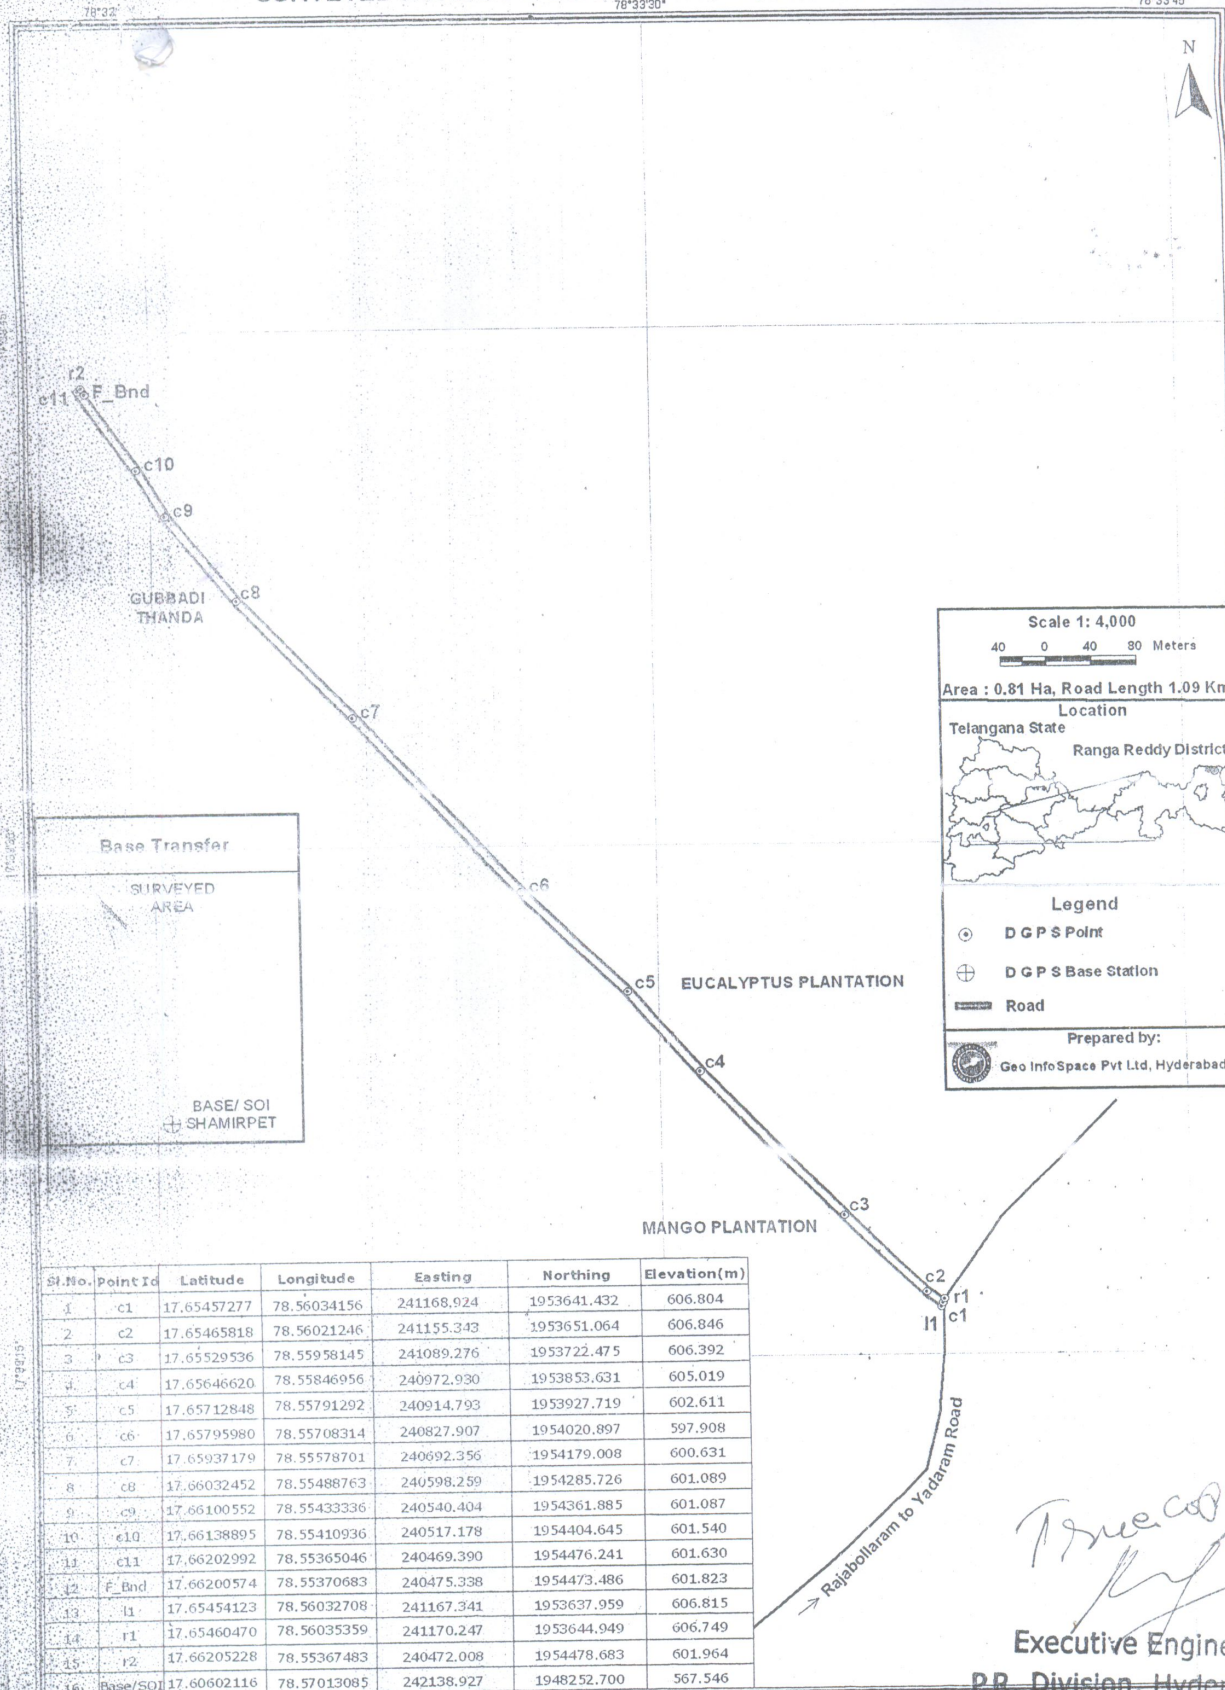 78°33'30"
N
r2
c11 F_Bnd
c10
c9
c8
GUBBADI
THANDA
c7
c6
c5
EUCALYPTUS PLANTATION
c4
c3
MANGO PLANTATION
c2
r1
l1 c1
Rajabollaram to Yadaram Road
Scale 1: 4,000
40 0 40 80 Meters
Area : 0.81 Ha, Road Length 1.09 Km
Location
Telangana State
Ranga Reddy District
Legend
D G P S Point
D G P S Base Station
Road
Prepared by:
Geo InfoSpace Pvt Ltd, Hyderabad
Base Transfer
SURVEYED
AREA
BASE/ SOI
SHAMIRPET
Sl.No. Point Id Latitude Longitude Easting Northing Elevation(m)
1 c1 17.65457277 78.56034156 241168.924 1953641.432 606.804
2 c2 17.65465818 78.56021246 241155.343 1953651.064 606.846
3 c3 17.65529536 78.55958145 241089.276 1953722.475 606.392
4 c4 17.65646620 78.55846956 240972.930 1953853.631 605.019
5 c5 17.65712848 78.55791292 240914.793 1953927.719 602.611
6 c6 17.65795980 78.55708314 240827.907 1954020.897 597.908
7 c7 17.65937179 78.55578701 240692.356 1954179.008 600.631
8 c8 17.66032452 78.55488763 240598.259 1954285.726 601.089
9 c9 17.66100552 78.55433336 240540.404 1954361.885 601.087
10 c10 17.66138895 78.55410936 240517.178 1954404.645 601.540
11 c11 17.66202992 78.55365046 240469.390 1954476.241 601.630
12 F_Bnd 17.66200574 78.55370683 240475.338 1954473.486 601.823
13 l1 17.65454123 78.56032708 241167.341 1953637.959 606.815
14 r1 17.65460470 78.56035359 241170.247 1953644.949 606.749
15 r2 17.66205228 78.55367483 240472.008 1954478.683 601.964
16 Base/SOI 17.60602116 78.57013085 242138.927 1948252.700 567.546
Executive Engine
P.R. Division, Hyder